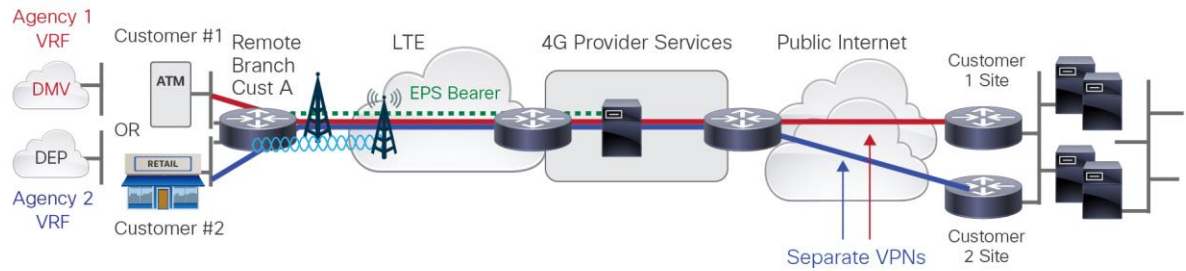 Agency 1
VRF
DMV
DEP
Agency 2
VRF
Customer #1
ATM
OR
RETAIL
Customer #2
Remote
Branch
Cust A
LTE
EPS Bearer
4G Provider Services
Public Internet
Separate VPNs
Customer
1 Site
Customer
2 Site